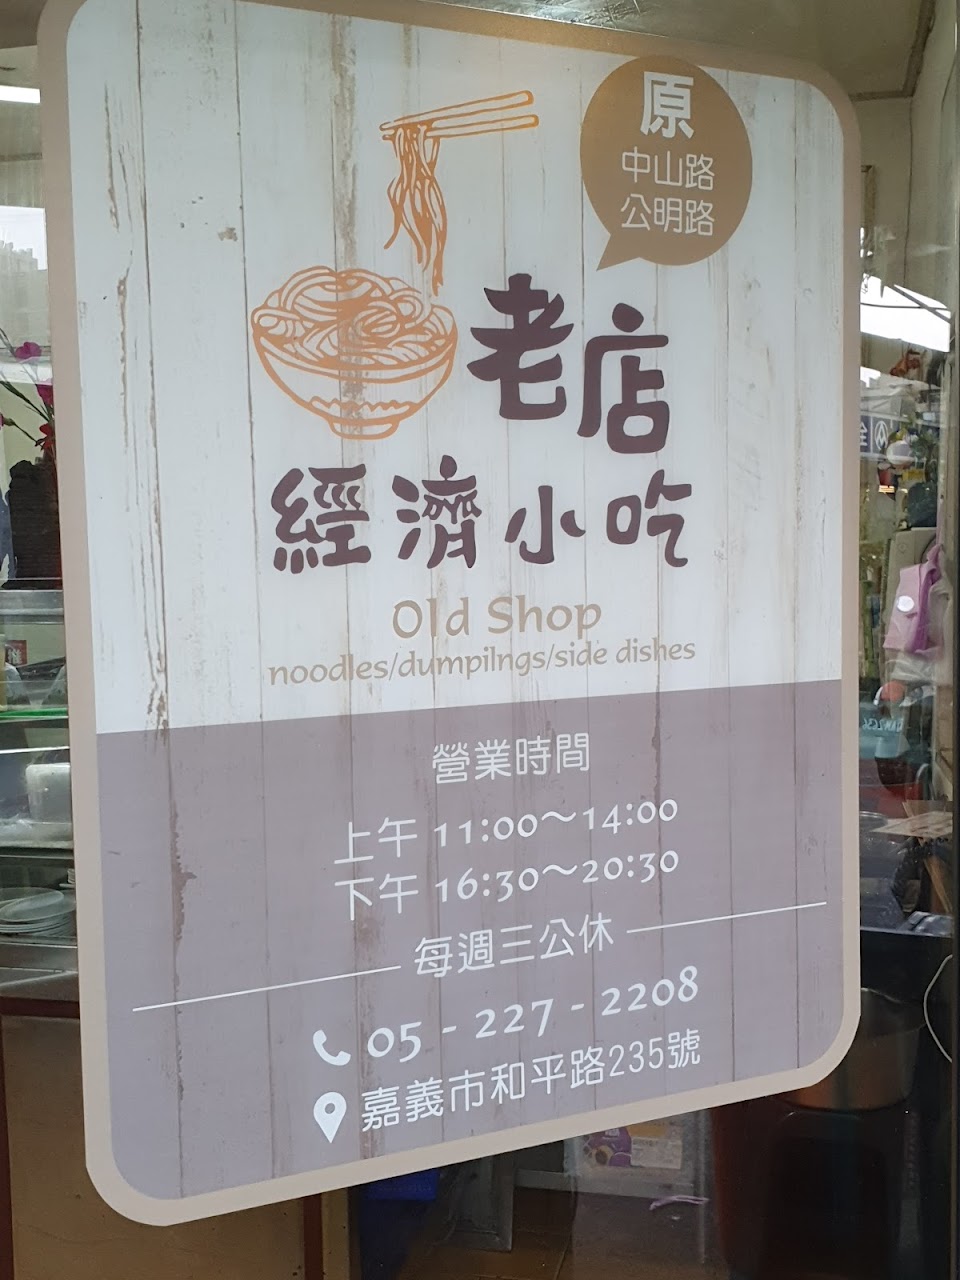 原
中山路
公明路
老店
經濟小吃
Old Shop
noodles/dumpilngs/side dishes
營業時間
上午 11:00～14:00
下午 16:30～20:30
每週三公休
05 - 227 - 2208
嘉義市和平路235號